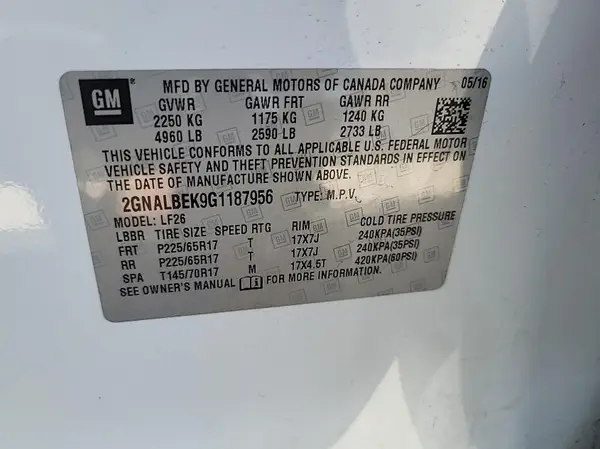 GM
MFD BY GENERAL MOTORS OF CANADA COMPANY 05/16
GVWR GAWR FRT GAWR RR
2250 KG 1175 KG 1240 KG
4960 LB 2590 LB 2733 LB
THIS VEHICLE CONFORMS TO ALL APPLICABLE U.S. FEDERAL MOTOR
VEHICLE SAFETY AND THEFT PREVENTION STANDARDS IN EFFECT ON
THE DATE OF MANUFACTURE SHOWN ABOVE.
2GNALBEK9G1187956 TYPE: M.P.V.
MODEL: LF26
LBBR TIRE SIZE SPEED RTG RIM COLD TIRE PRESSURE
FRT P225/65R17 T 17X7J 240KPA(35PSI)
RR P225/65R17 T 17X7J 240KPA(35PSI)
SPA T145/70R17 M 17X4.5T 420KPA(60PSI)
SEE OWNER'S MANUAL FOR MORE INFORMATION.